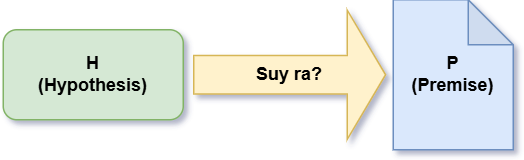 H
(Hypothesis)
Suy ra?
P
(Premise)